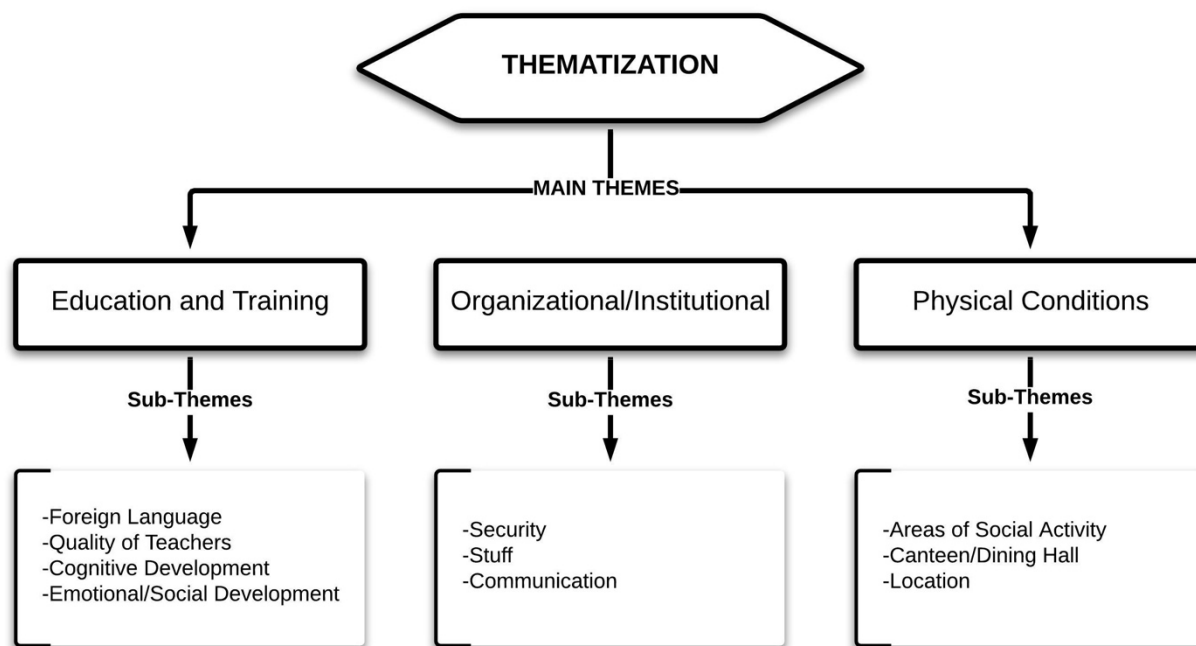 THEMATIZATION
MAIN THEMES
Education and Training
Organizational/Institutional
Physical Conditions
Sub-Themes
Sub-Themes
Sub-Themes
-Foreign Language
-Quality of Teachers
-Cognitive Development
-Emotional/Social Development
-Security
-Stuff
-Communication
-Areas of Social Activity
-Canteen/Dining Hall
-Location